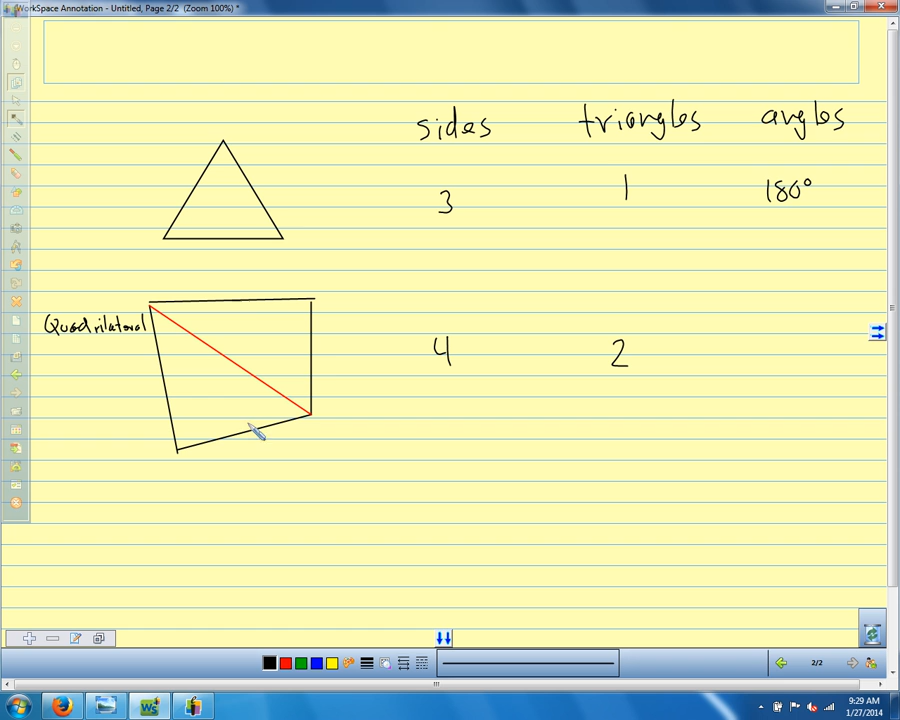 WorkSpace Annotation - Untitled, Page 2/2 (Zoom 100%) *
sides triangles angles
3 1 180°
Quadrilateral
4 2
2/2
9:29 AM
1/27/2014